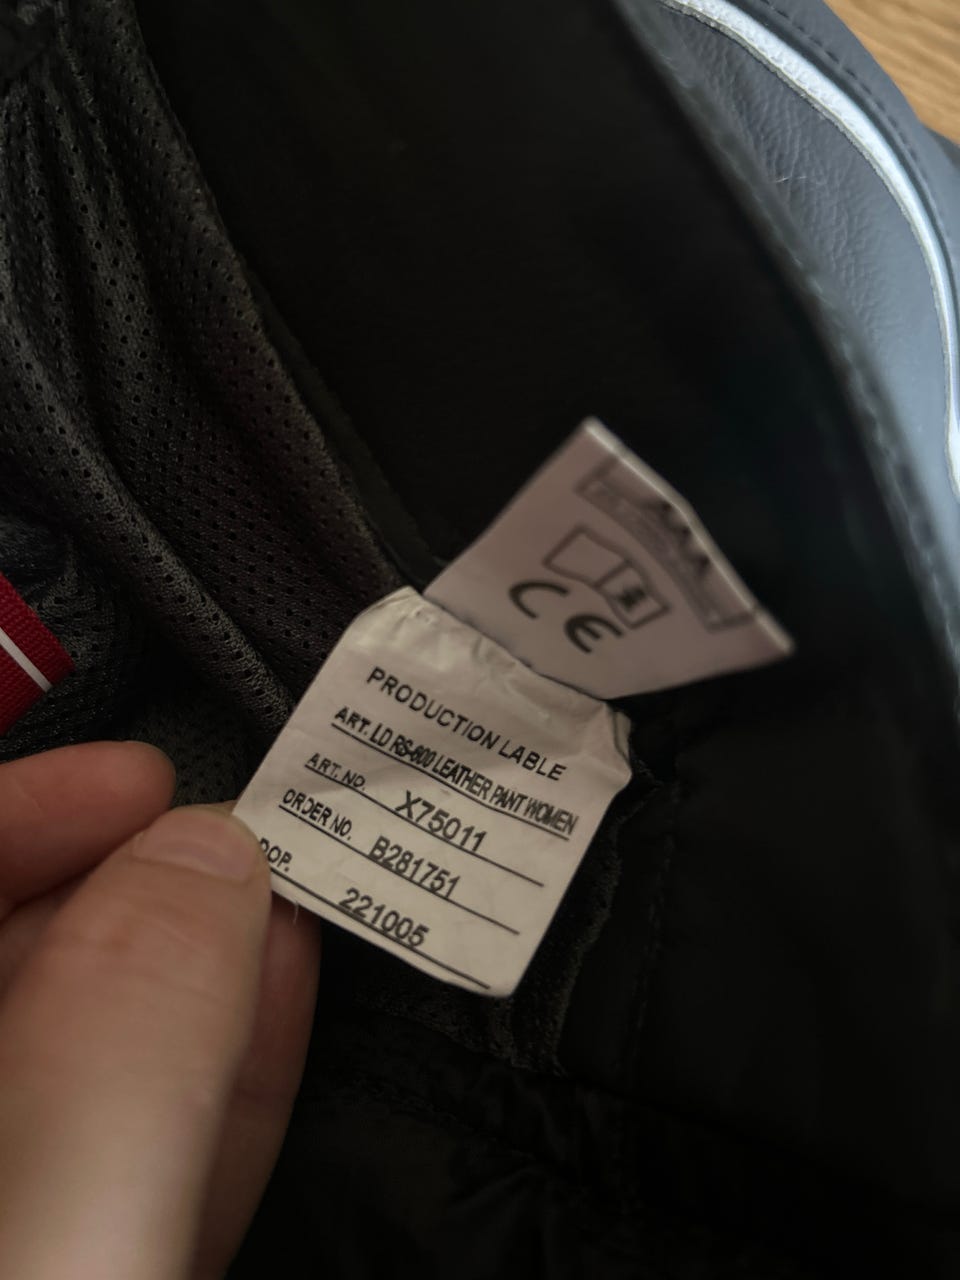 CE
PRODUCTION LABLE
ART. LD RS-600 LEATHER PANT WOMEN
ART. NO. X75011
ORDER NO. B281751
DOP. 221005